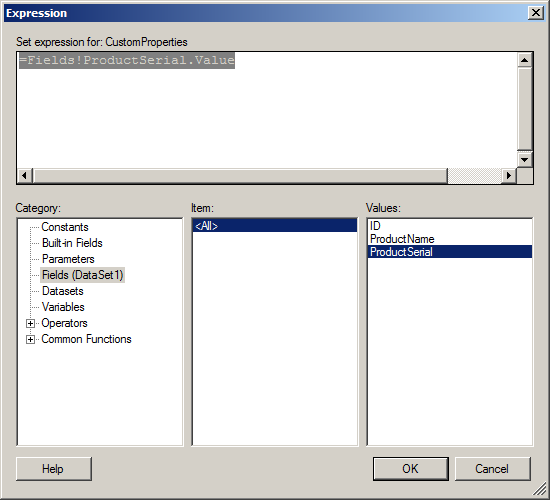 Expression
Set expression for: CustomProperties
=Fields!ProductSerial.Value
Category:
Item:
Values:
Constants
Built-in Fields
Parameters
Fields (DataSet1)
Datasets
Variables
Operators
Common Functions
<All>
ID
ProductName
ProductSerial
Help
OK
Cancel